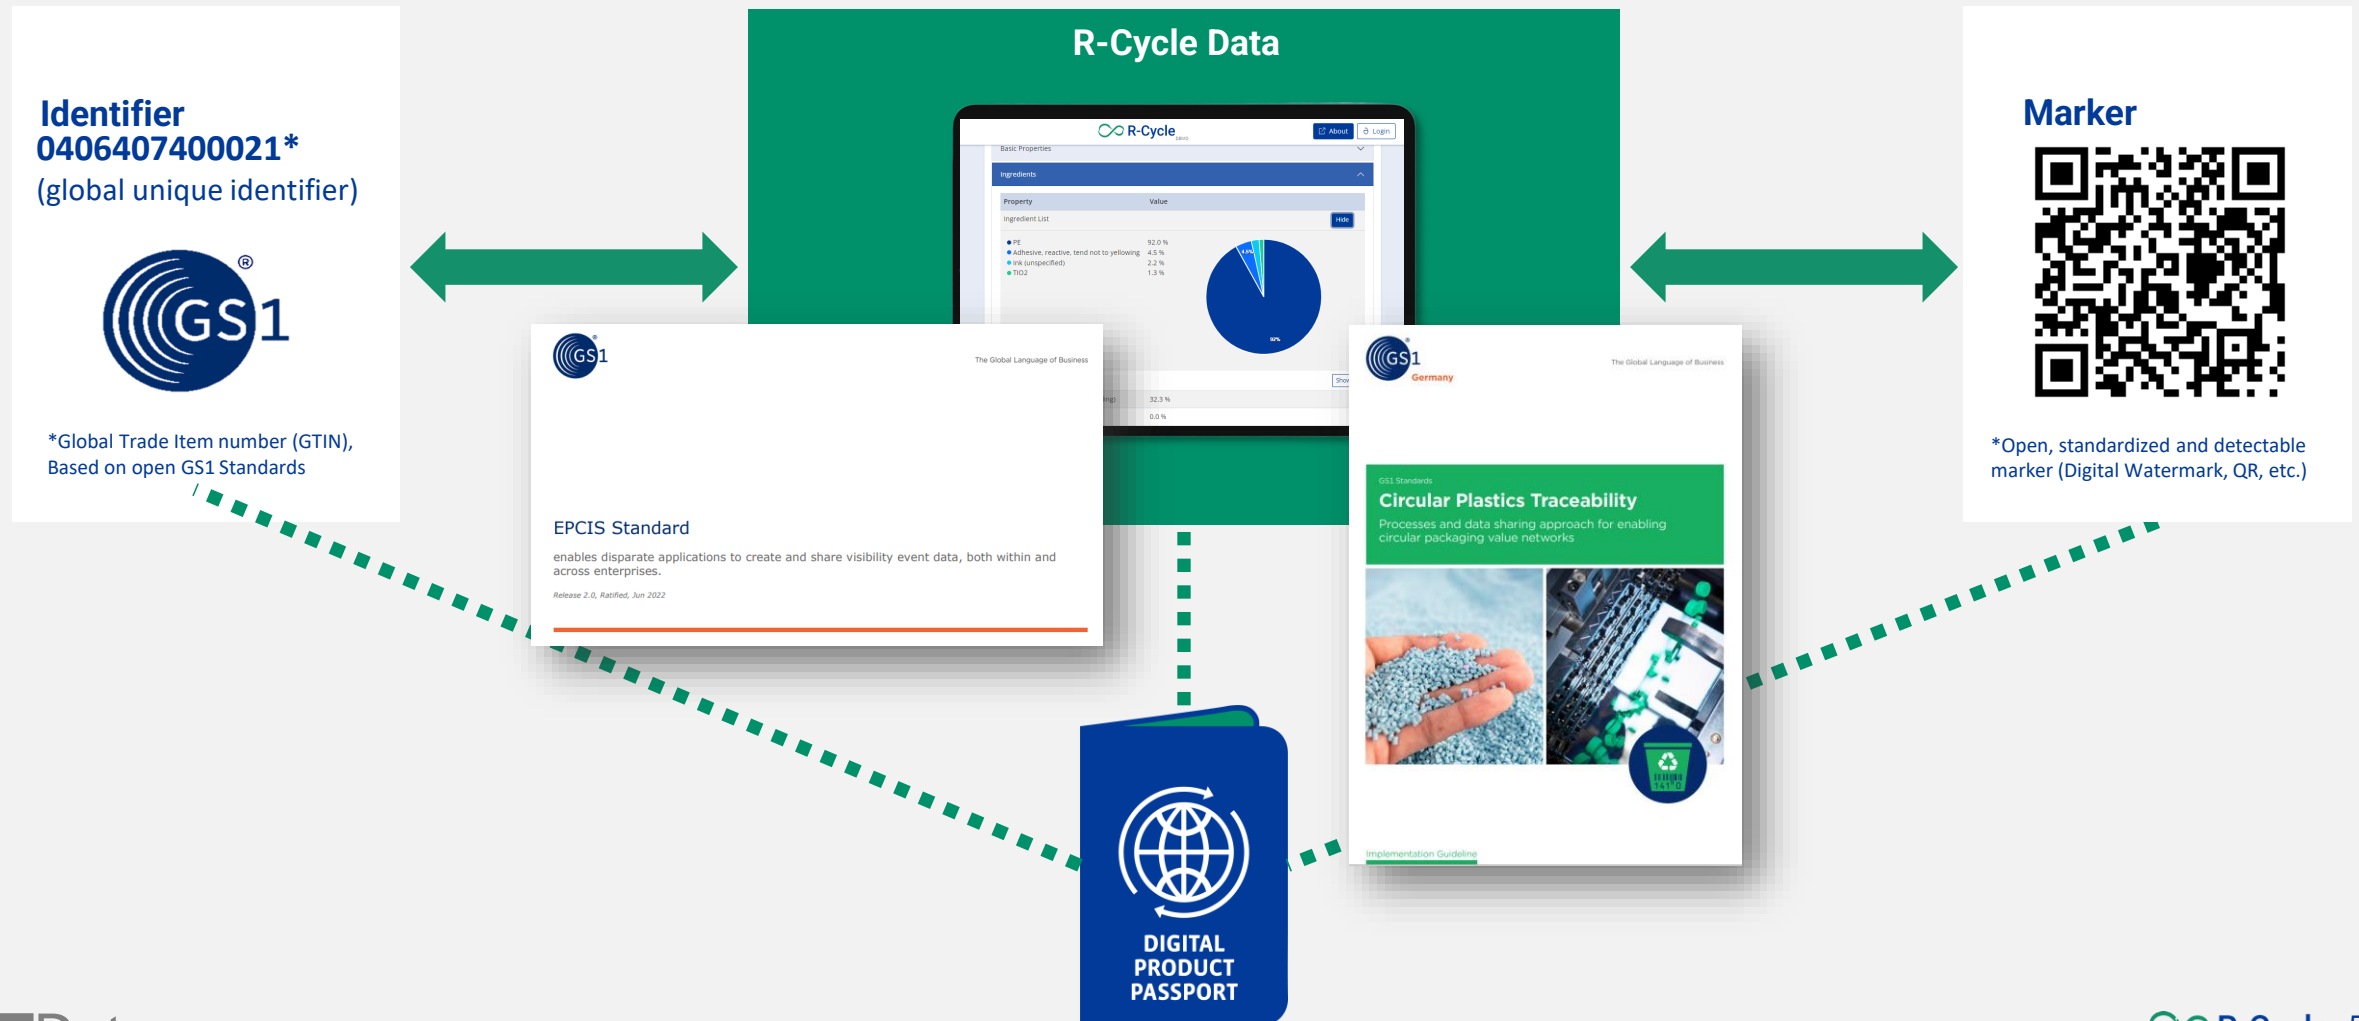 R-Cycle Data
Identifier
0406407400021*
(global unique identifier)
GS1
®
*Global Trade Item number (GTIN),
Based on open GS1 Standards
R-Cycle
DEMO
About
Login
Basic Properties
Ingredients
Property Value
Ingredient List
Hide
PE 92.0 %
Adhesive, reactive, tend not to yellowing 4.5 %
Ink (unspecified) 2.2 %
TIO2 1.3 %
4.5%
92%
Show
32.3 %
0.0 %
Marker
*Open, standardized and detectable
marker (Digital Watermark, QR, etc.)
GS1
®
The Global Language of Business
EPCIS Standard
enables disparate applications to create and share visibility event data, both within and
across enterprises.
Release 2.0, Ratified, Jun 2022
GS1
Germany
The Global Language of Business
GS1 Standards
Circular Plastics Traceability
Processes and data sharing approach for enabling
circular packaging value networks
Implementation Guideline
DIGITAL
PRODUCT
PASSPORT